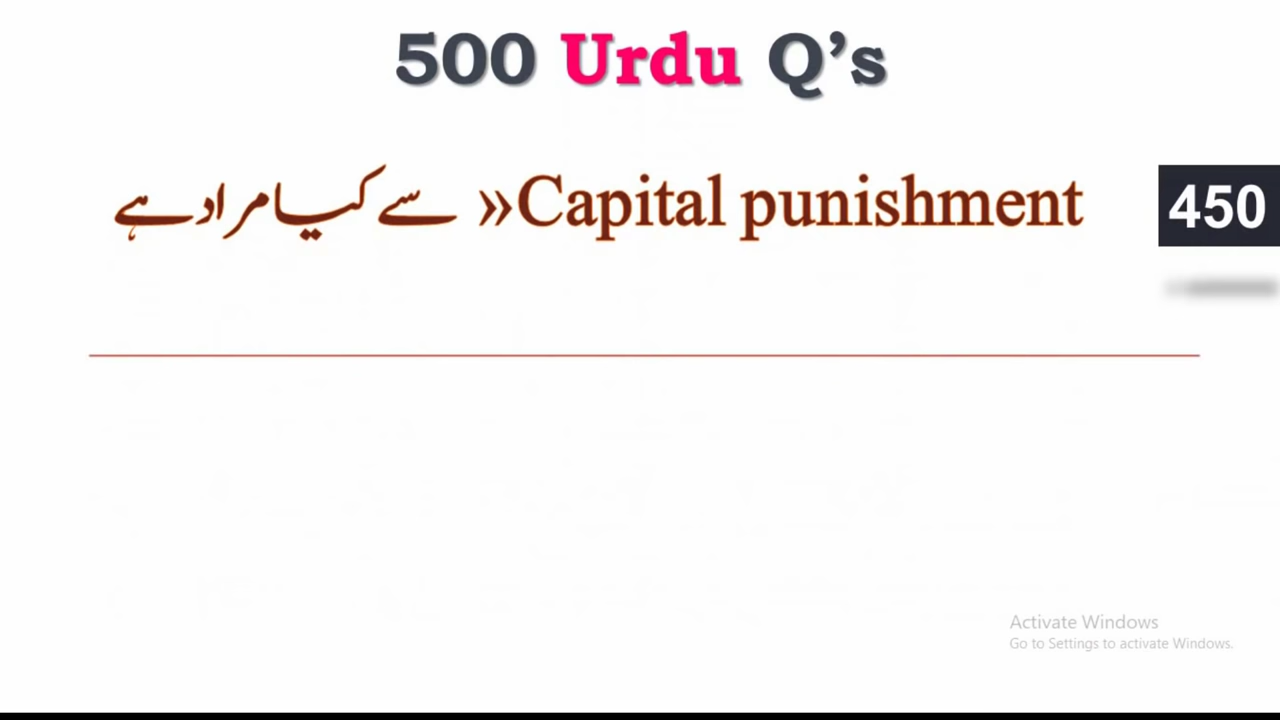 500 Urdu Q’s
Capital punishment» سے کیا مراد ہے
450
Activate Windows
Go to Settings to activate Windows.